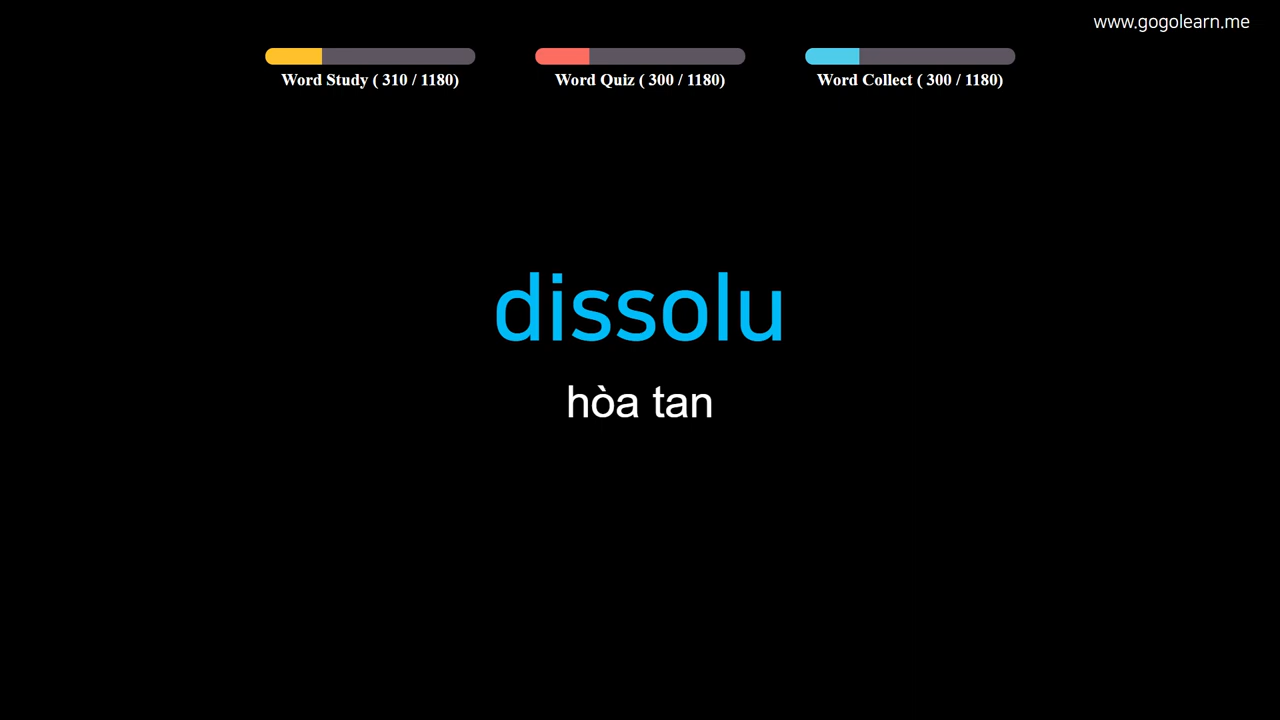 www.gogolearn.me
Word Study ( 310 / 1180)
Word Quiz ( 300 / 1180)
Word Collect ( 300 / 1180)
dissolu
hòa tan